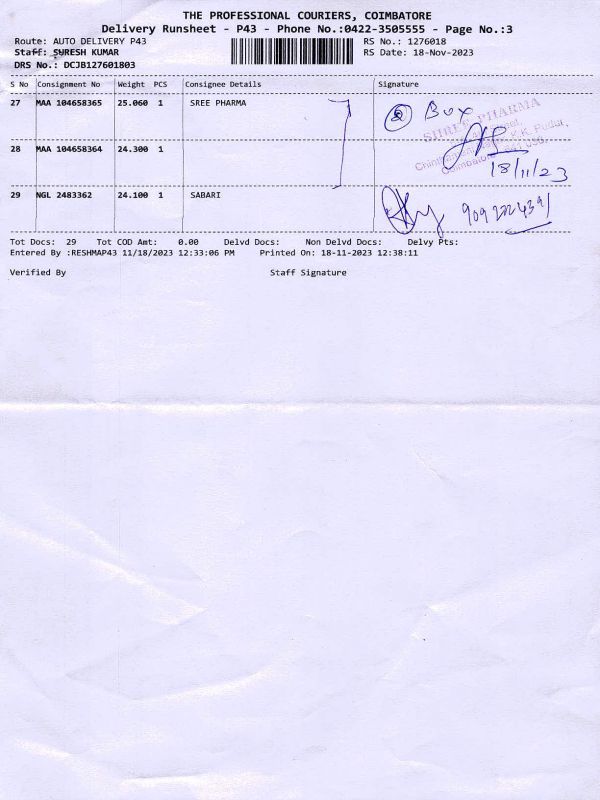 THE PROFESSIONAL COURIERS, COIMBATORE
Delivery Runsheet - P43 - Phone No.:0422-3505555 - Page No.:3
Route: AUTO DELIVERY P43 RS No.: 1276018
Staff: SURESH KUMAR RS Date: 18-Nov-2023
DRS No.: DCJB127601803
S No Consignment No Weight PCS Consignee Details Signature
27 MAA 104658365 25.060 1 SREE PHARMA
2 Box
SHREE PHARMA
28 MAA 104658364 24.300 1
18/11/23
29 NGL 2483362 24.100 1 SABARI
Tot Docs: 29 Tot COD Amt: 0.00 Delvd Docs: Non Delvd Docs: Delvy Pts:
Entered By :RESHMAP43 11/18/2023 12:33:06 PM Printed On: 18-11-2023 12:38:11
Verified By Staff Signature